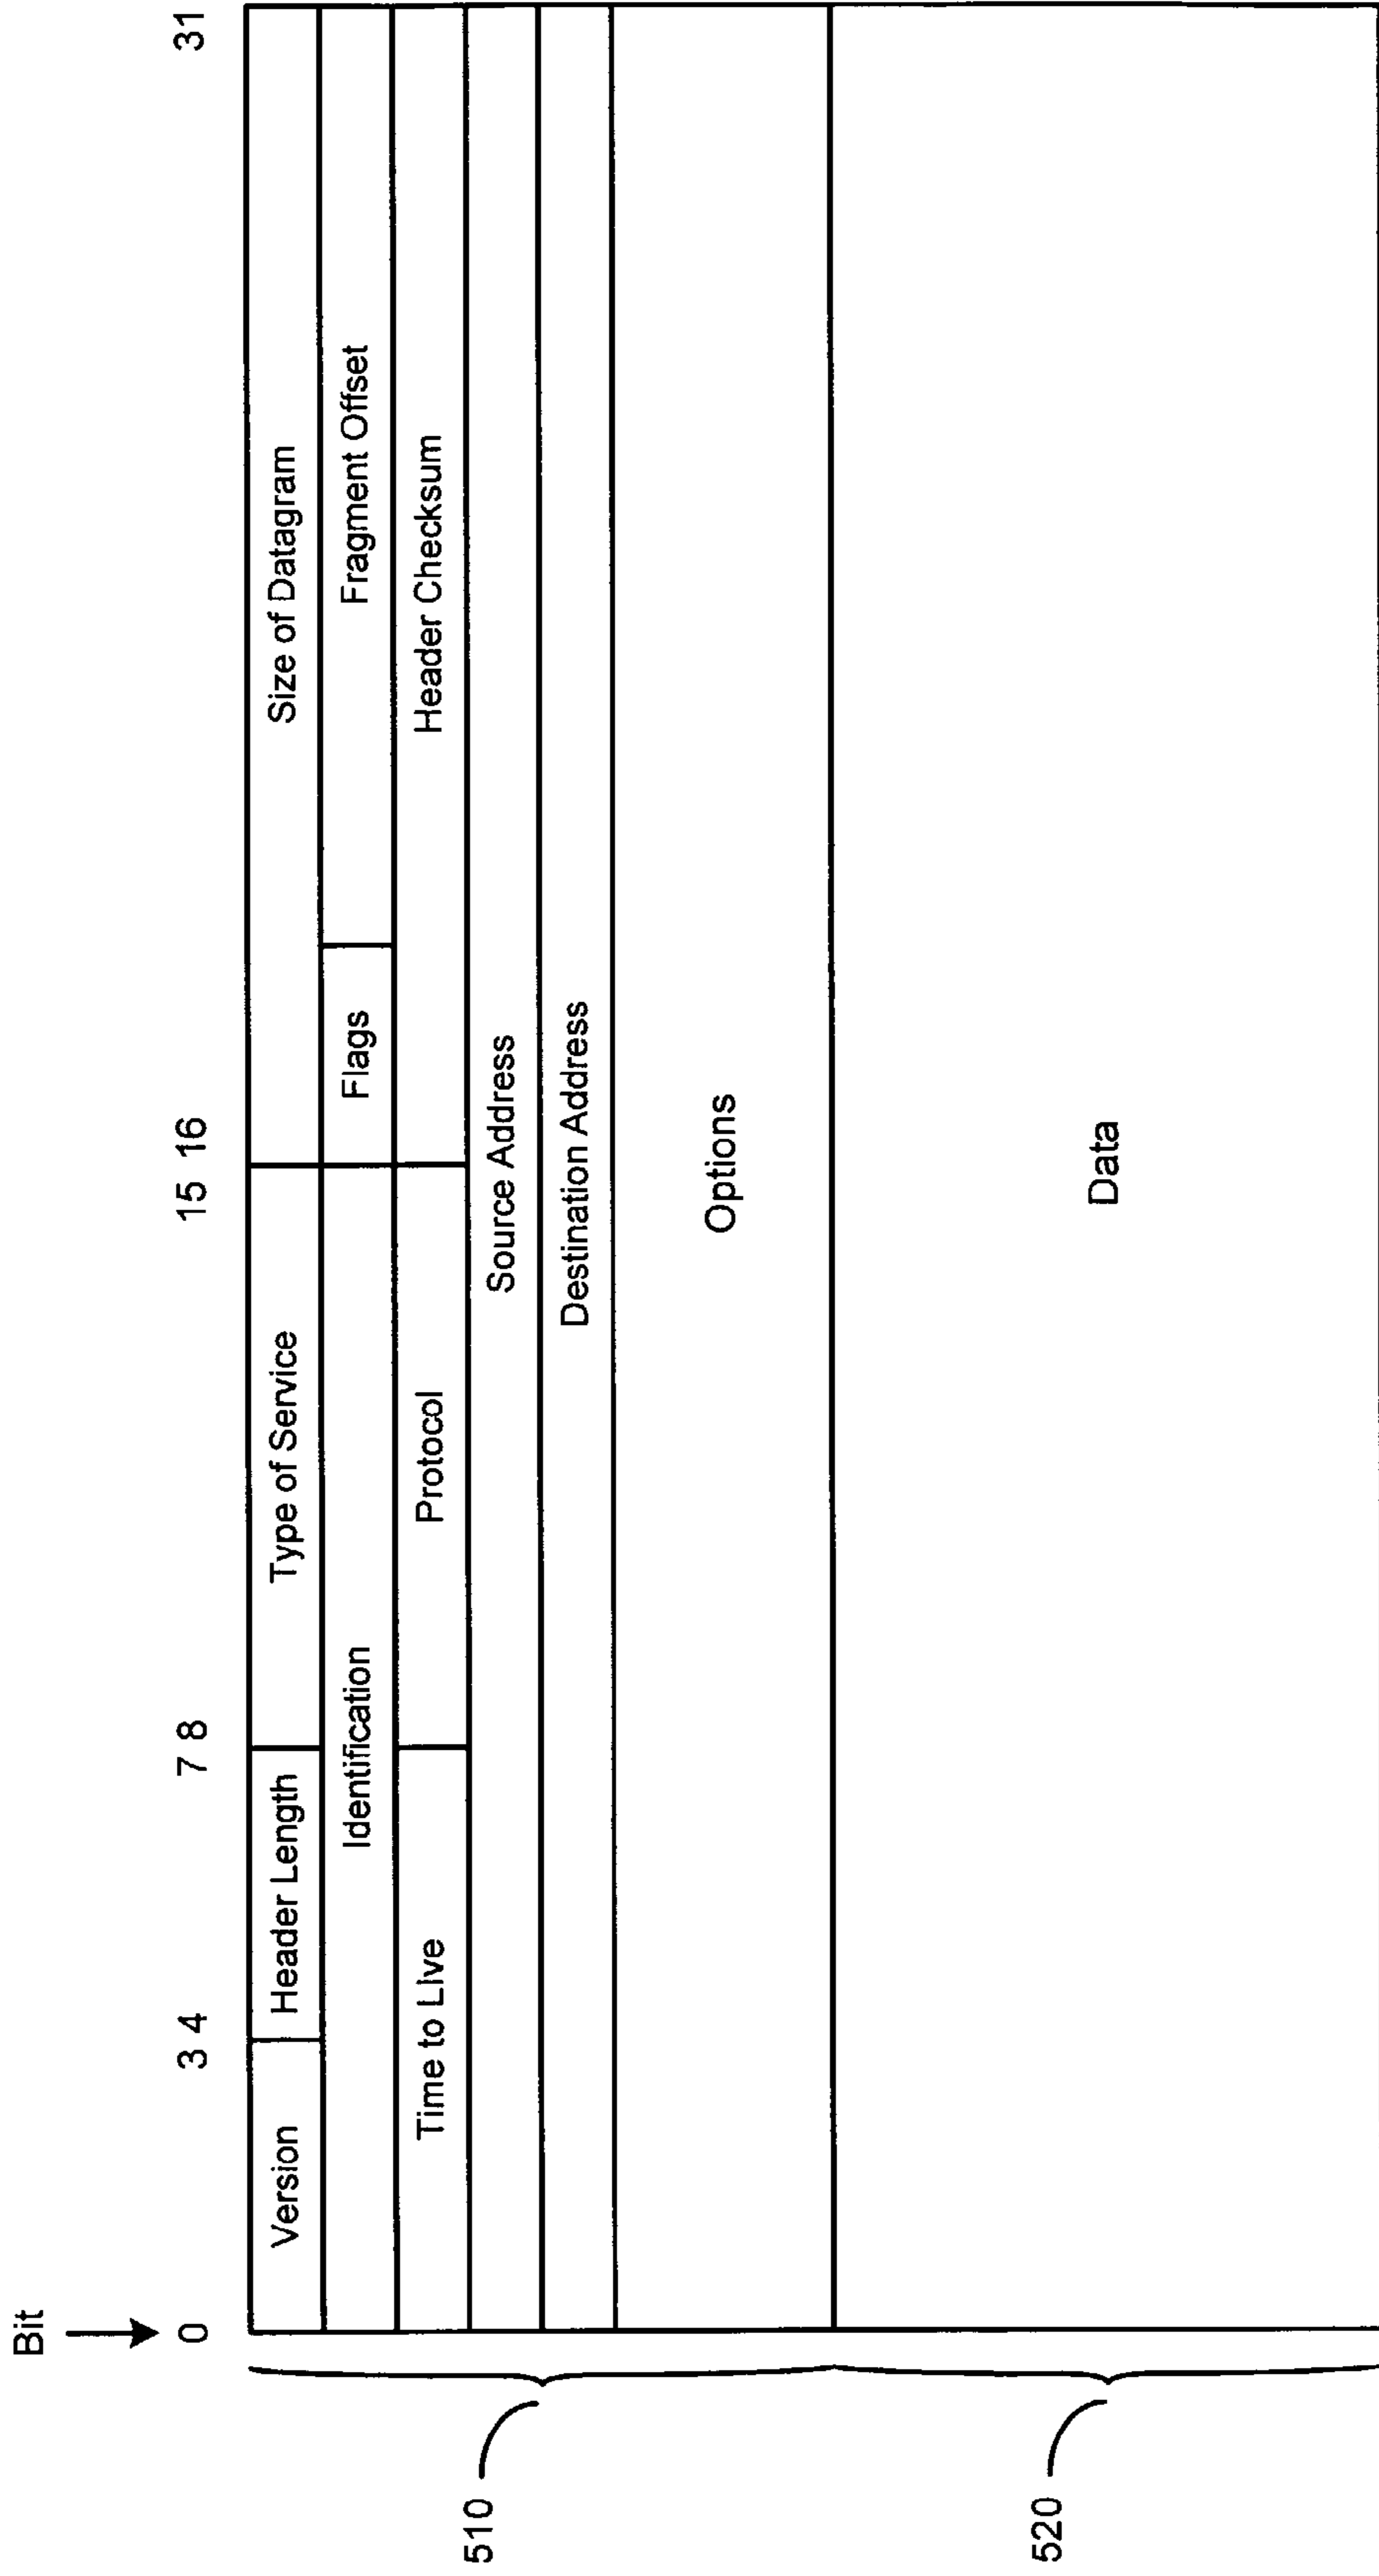 Bit
0 3 4 7 8 15 16 31
Version Header Length Type of Service Size of Datagram
Identification Flags Fragment Offset
Time to Live Protocol Header Checksum
Source Address
Destination Address
Options
Data
510
520